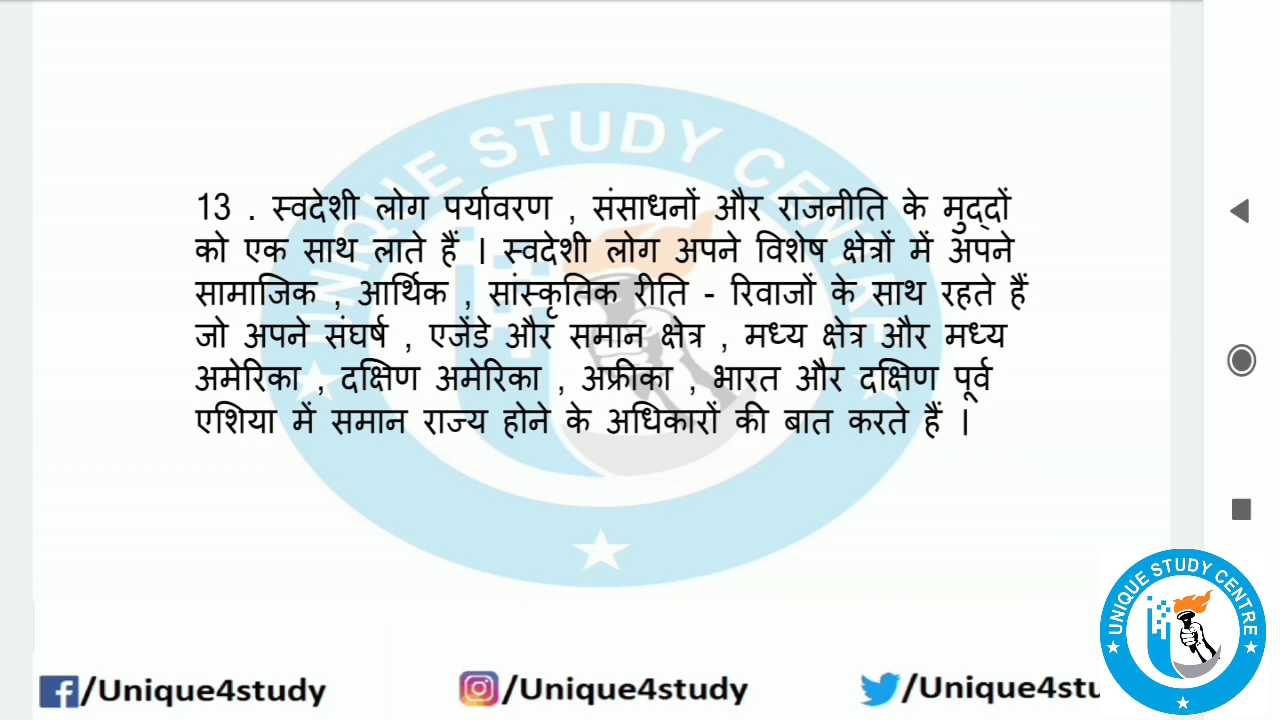 13 . स्वदेशी लोग पर्यावरण , संसाधनों और राजनीति के मुद्दों
को एक साथ लाते हैं । स्वदेशी लोग अपने विशेष क्षेत्रों में अपने
सामाजिक , आर्थिक , सांस्कृतिक रीति - रिवाजों के साथ रहते हैं
जो अपने संघर्ष , एजेंडे और समान क्षेत्र , मध्य क्षेत्र और मध्य
अमेरिका , दक्षिण अमेरिका , अफ्रीका , भारत और दक्षिण पूर्व
एशिया में समान राज्य होने के अधिकारों की बात करते हैं ।
UNIQUE STUDY CENTRE
UNIQUE STUDY CENTRE
/Unique4study
/Unique4study
/Unique4stu